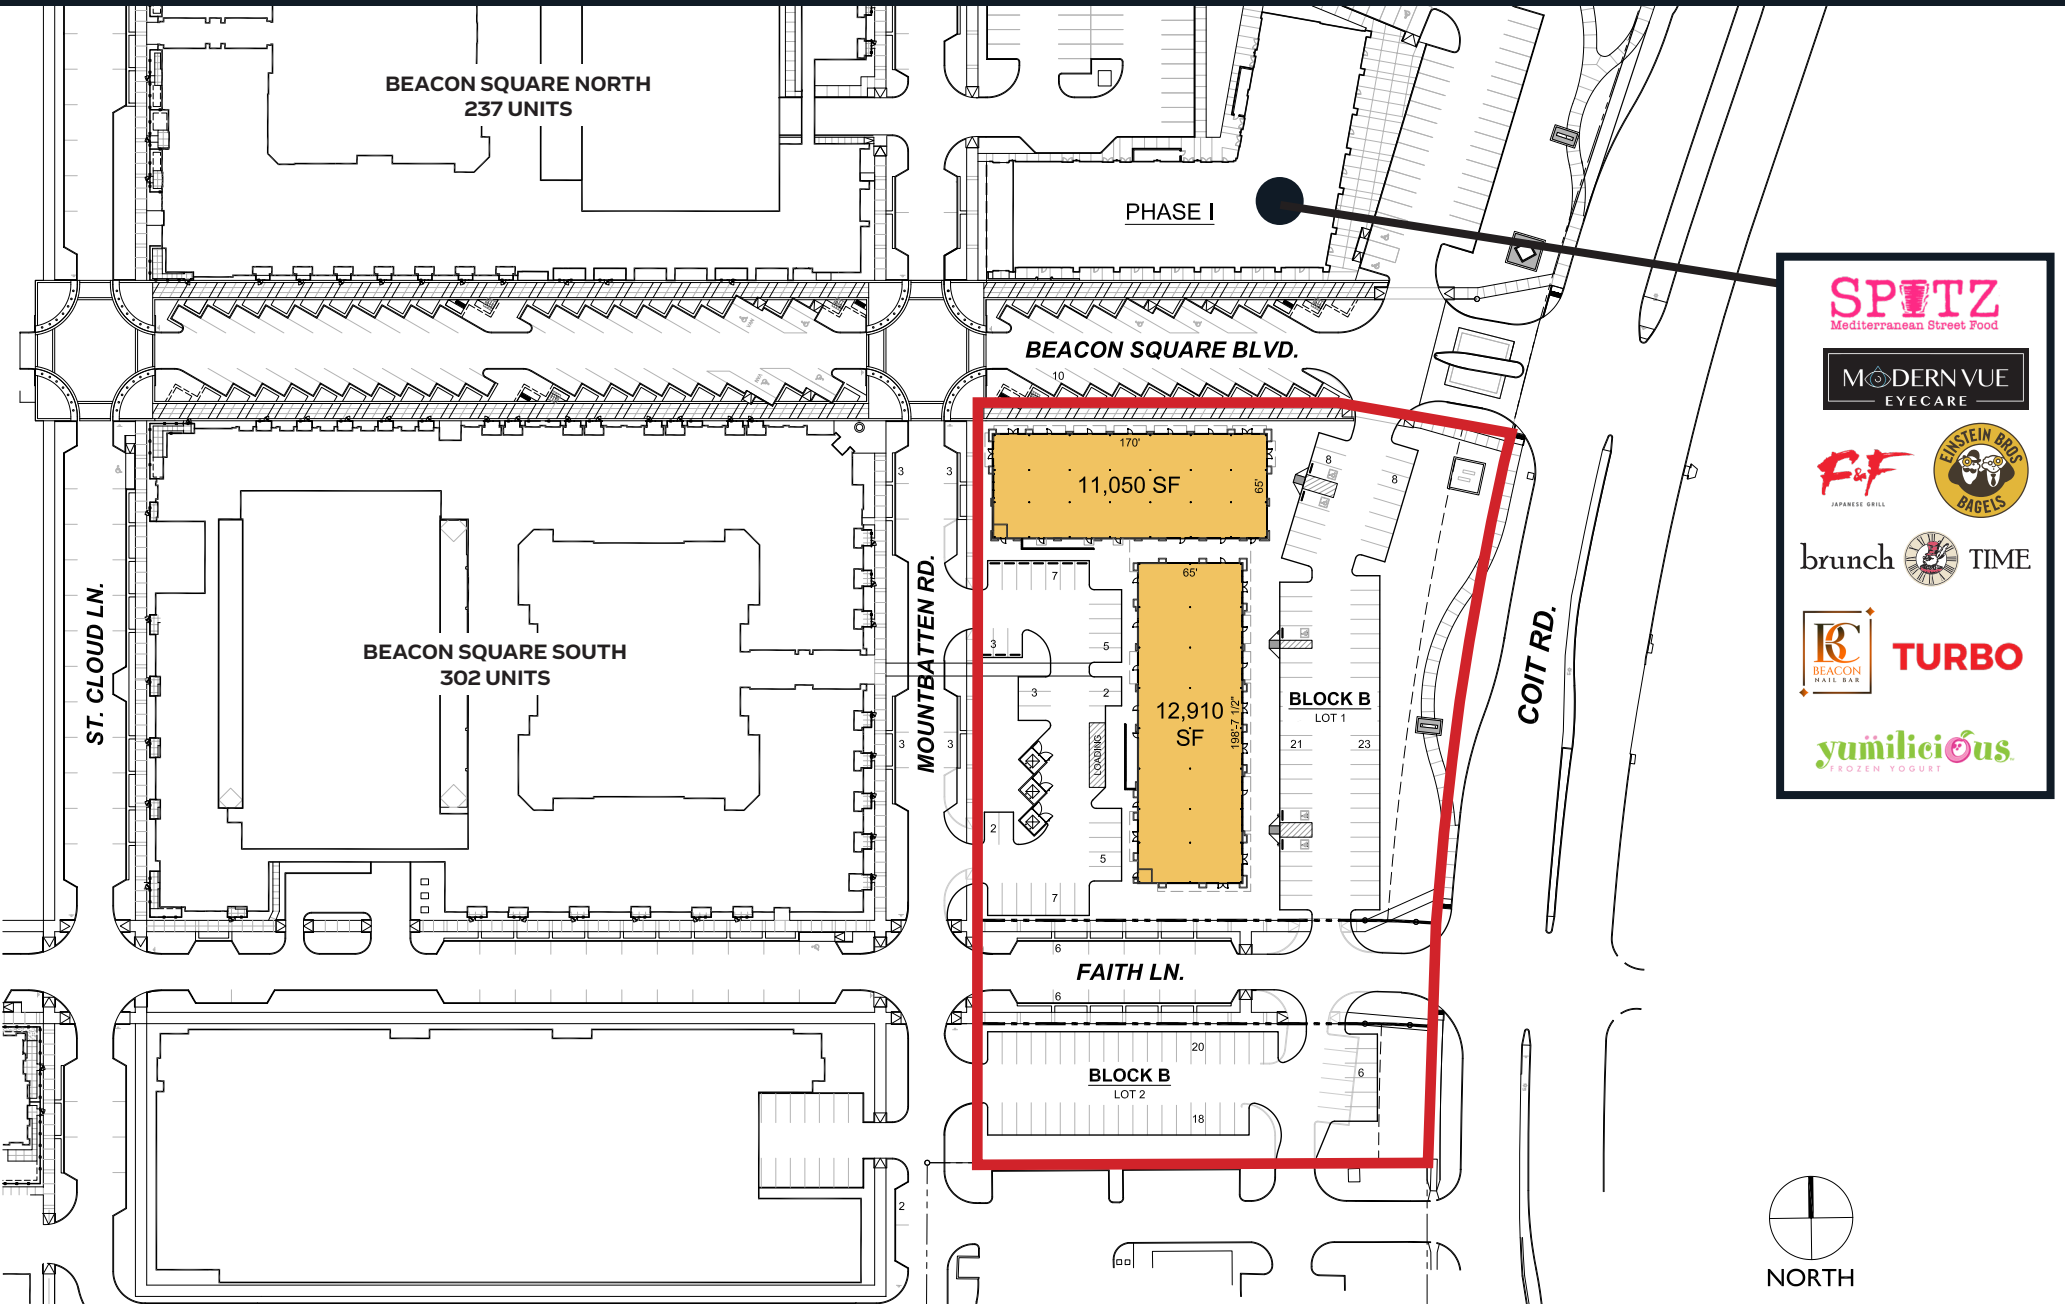 BEACON SQUARE NORTH
237 UNITS
PHASE I
SPITZ
Mediterranean Street Food
MODERN VUE
EYECARE
F&F
JAPANESE GRILL
EINSTEIN BROS
BAGELS
brunch TIME
BC
BEACON
NAIL BAR
TURBO
yumilicious
FROZEN YOGURT
BEACON SQUARE BLVD.
10
170'
11,050 SF
65'
8
8
3
3
7
3
5
3
2
65'
12,910
SF
198'-7 1/2"
LOADING
BLOCK B
LOT 1
21
23
3
3
2
5
7
ST. CLOUD LN.
BEACON SQUARE SOUTH
302 UNITS
MOUNTBATTEN RD.
COIT RD.
6
FAITH LN.
6
20
BLOCK B
LOT 2
18
6
2
NORTH